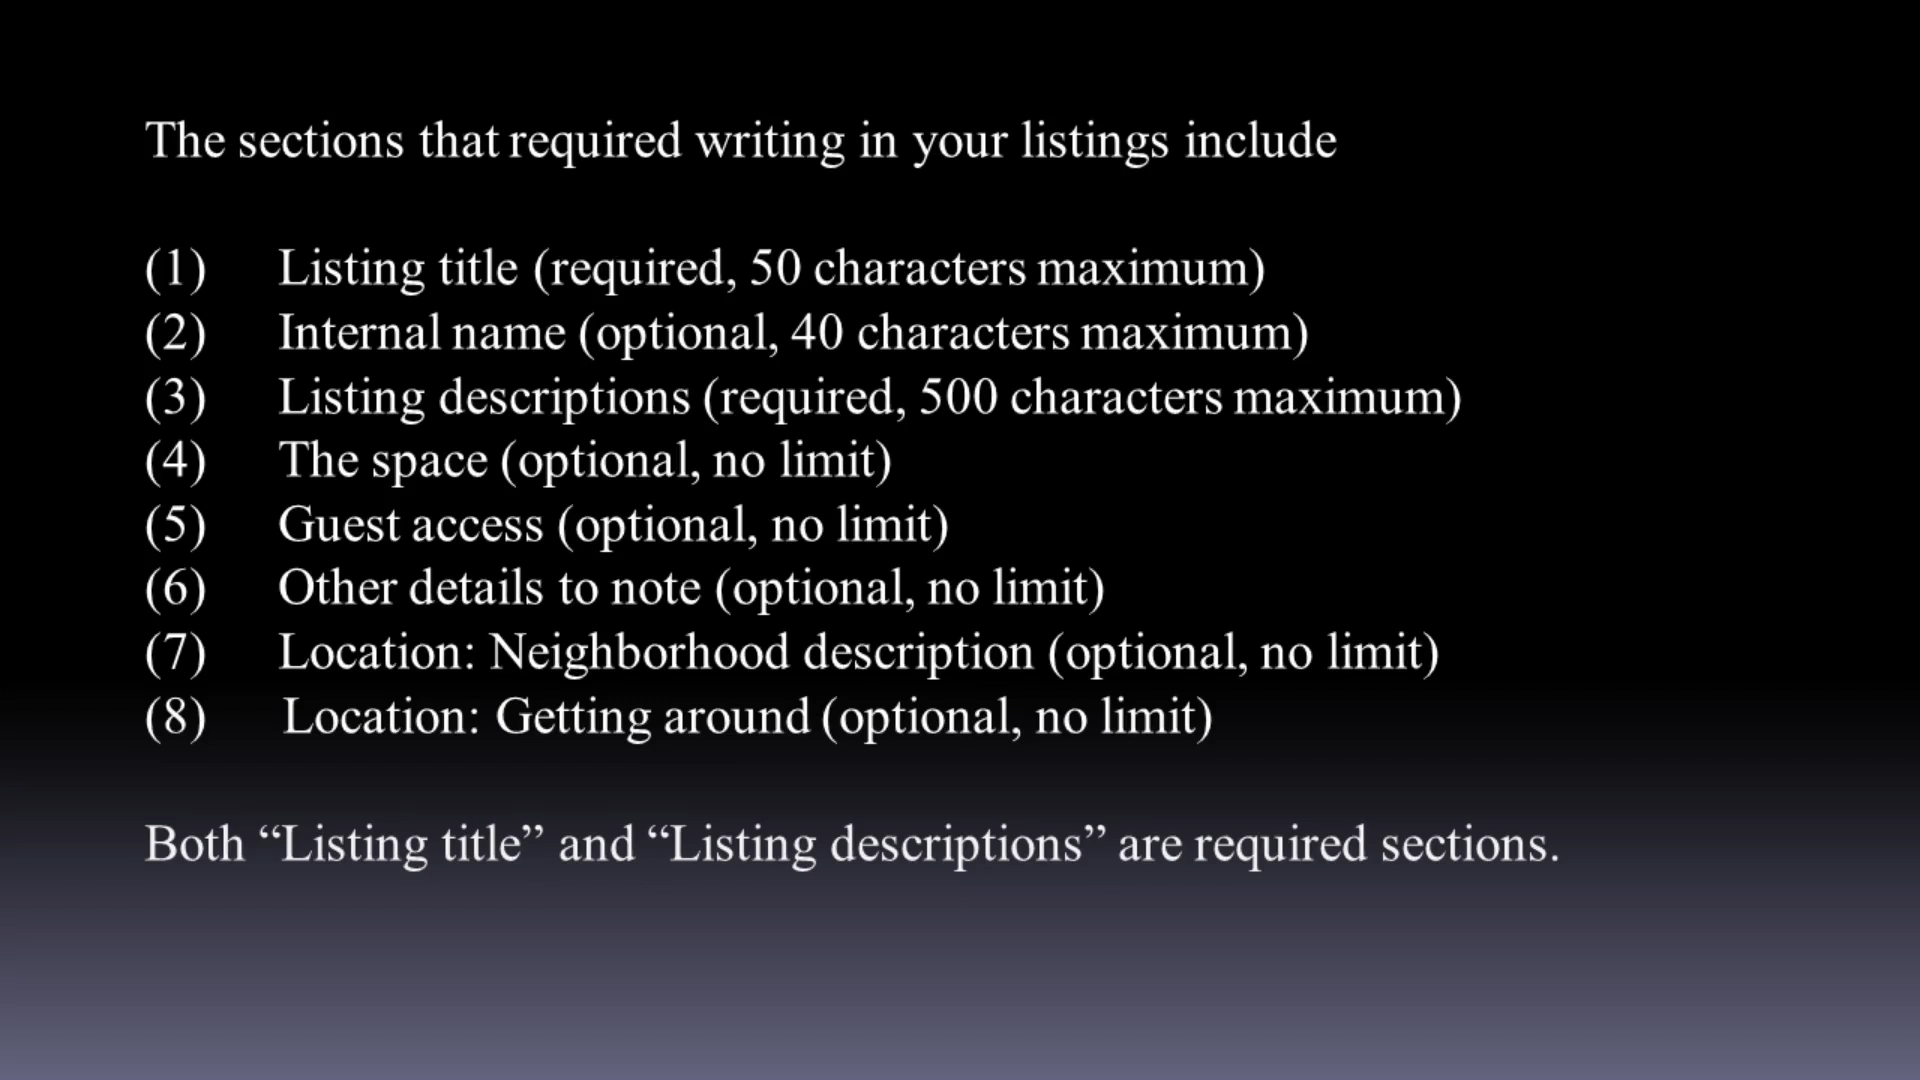 The sections that required writing in your listings include
(1) Listing title (required, 50 characters maximum)
(2) Internal name (optional, 40 characters maximum)
(3) Listing descriptions (required, 500 characters maximum)
(4) The space (optional, no limit)
(5) Guest access (optional, no limit)
(6) Other details to note (optional, no limit)
(7) Location: Neighborhood description (optional, no limit)
(8) Location: Getting around (optional, no limit)
Both “Listing title” and “Listing descriptions” are required sections.